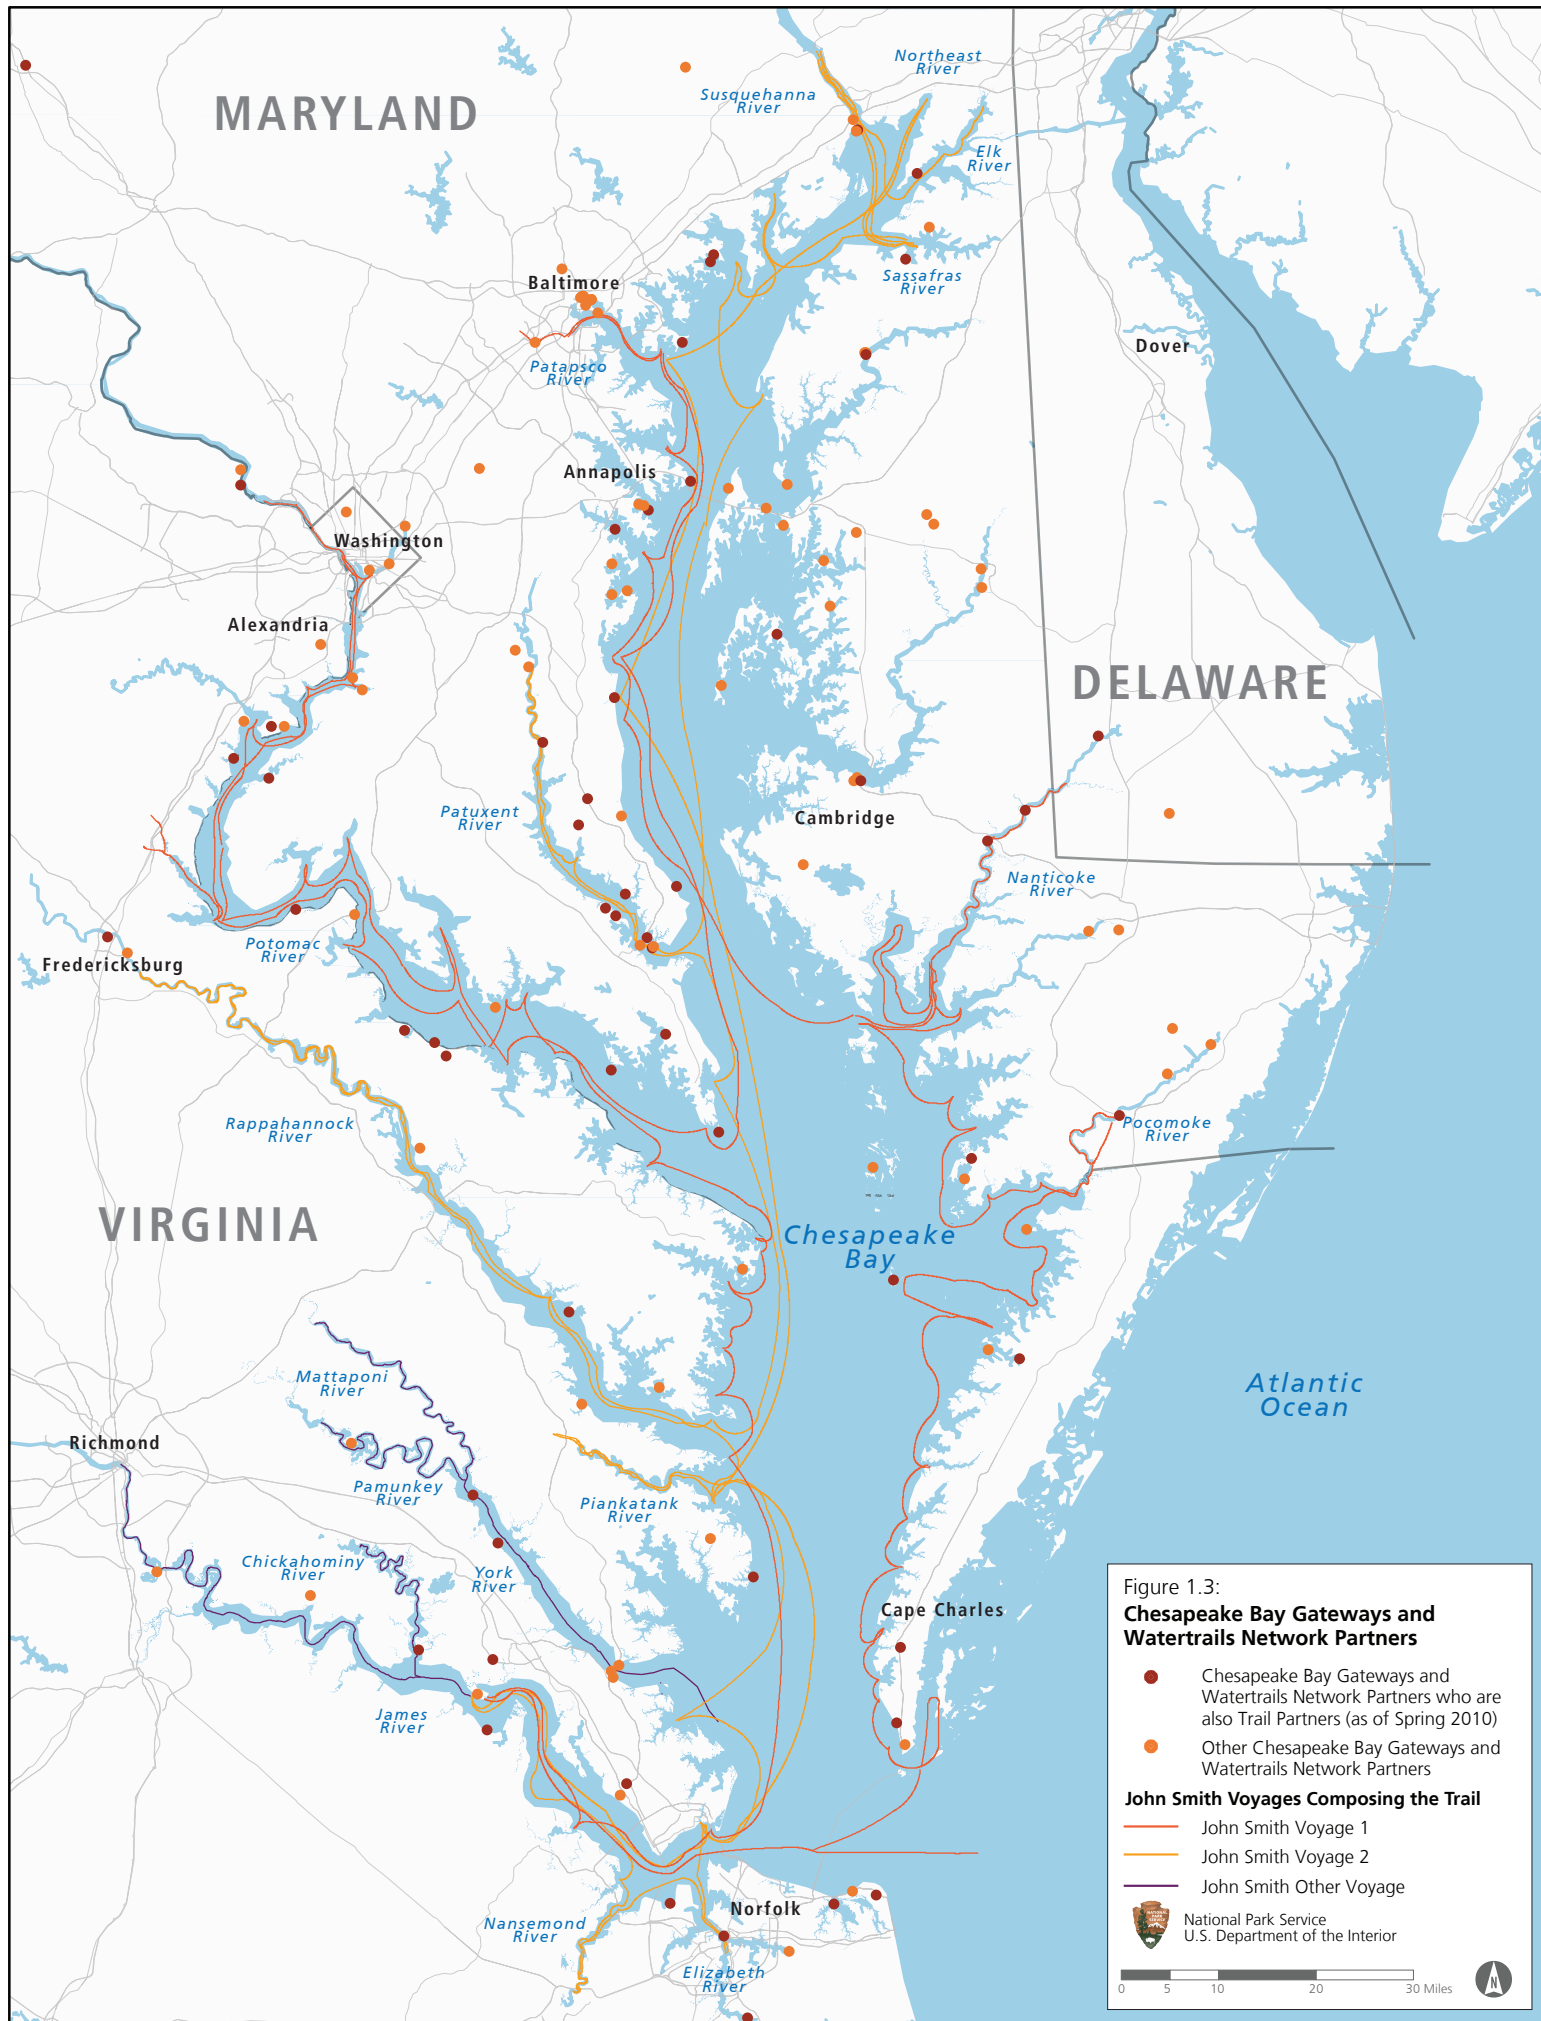 Northeast
River
Susquehanna
River
MARYLAND
Elk
River
Sassafras
River
Baltimore
Dover
Patapsco
River
Annapolis
Washington
Alexandria
DELAWARE
Patuxent
River
Cambridge
Nanticoke
River
Potomac
River
Fredericksburg
Rappahannock
River
Pocomoke
River
VIRGINIA
Chesapeake
Bay
Mattaponi
River
Atlantic
Ocean
Richmond
Pamunkey
River
Piankatank
River
Chickahominy
River
York
River
Cape Charles
James
River
Norfolk
Nansemond
River
Elizabeth
River
Figure 1.3:
Chesapeake Bay Gateways and
Watertrails Network Partners
Chesapeake Bay Gateways and
Watertrails Network Partners who are
also Trail Partners (as of Spring 2010)
Other Chesapeake Bay Gateways and
Watertrails Network Partners
John Smith Voyages Composing the Trail
John Smith Voyage 1
John Smith Voyage 2
John Smith Other Voyage
NATIONAL
PARK
SERVICE
National Park Service
U.S. Department of the Interior
0 5 10 20 30 Miles
N